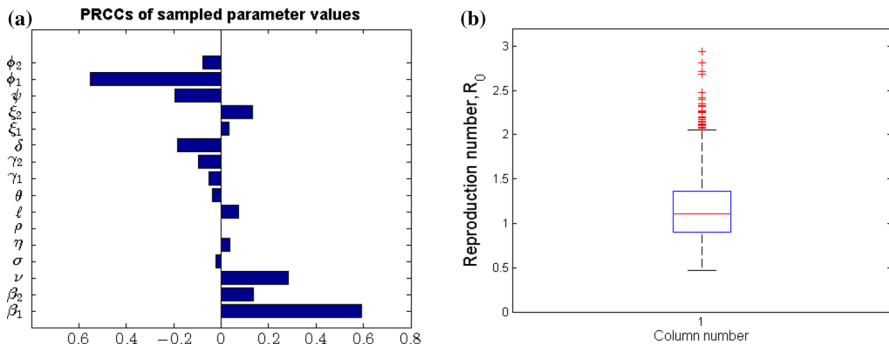 (a)
PRCCs of sampled parameter values
ϕ₂
ϕ₁
ψ
ξ₂
ξ₁
δ
γ₂
γ₁
θ
ℓ
ρ
η
σ
ν
β₂
β₁
0.6 0.4 −0.2 0 0.2 0.4 0.6 0.8
(b)
Reproduction number, R₀
3
2.5
2
1.5
1
0.5
0
1
Column number